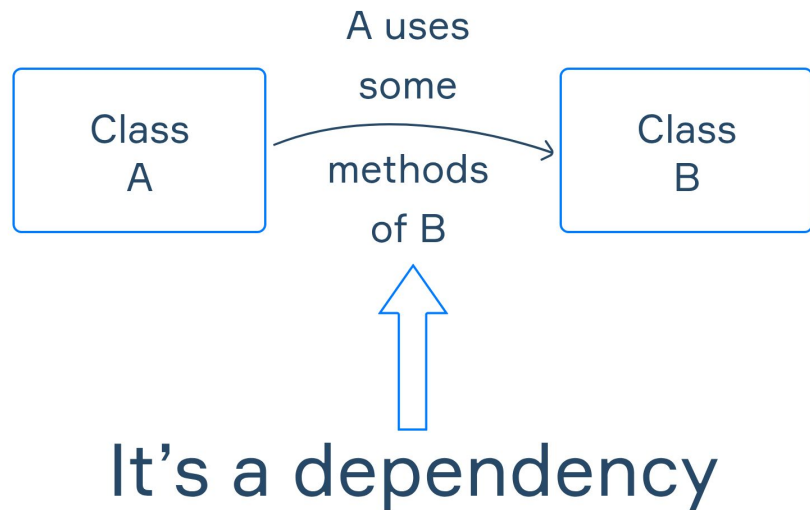 A uses
some
methods
of B
Class
A
Class
B
It's a dependency